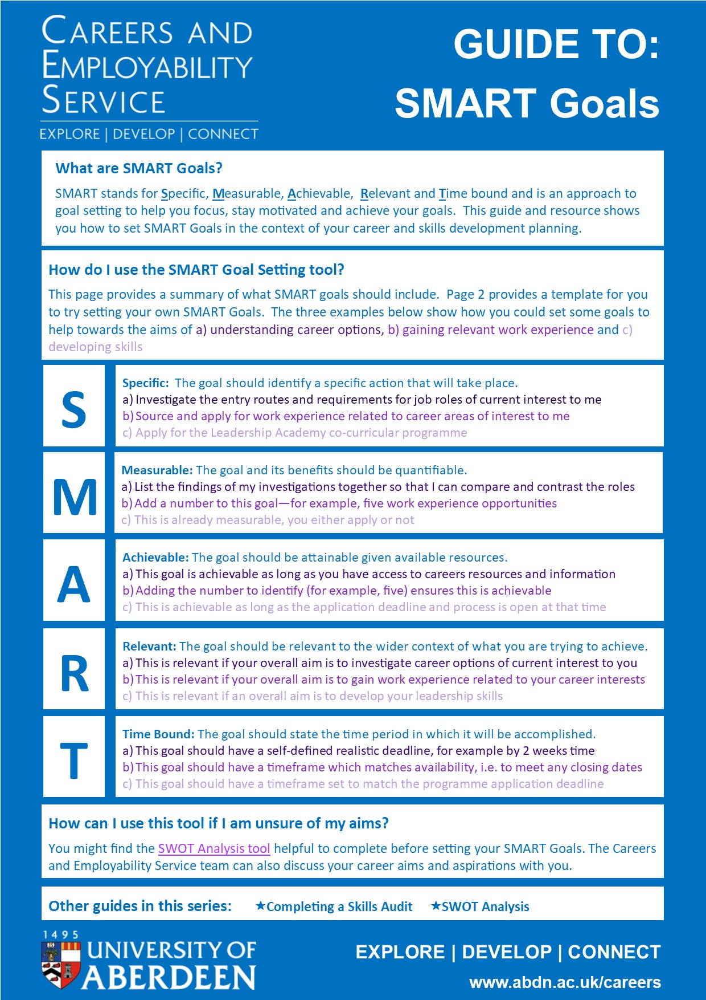 CAREERS AND
EMPLOYABILITY
SERVICE
EXPLORE | DEVELOP | CONNECT
GUIDE TO:
SMART Goals
What are SMART Goals?
SMART stands for Specific, Measurable, Achievable,  Relevant and Time bound and is an approach to
goal setting to help you focus, stay motivated and achieve your goals.  This guide and resource shows
you how to set SMART Goals in the context of your career and skills development planning.
How do I use the SMART Goal Setting tool?
This page provides a summary of what SMART goals should include.  Page 2 provides a template for you
to try setting your own SMART Goals.  The three examples below show how you could set some goals to
help towards the aims of a) understanding career options, b) gaining relevant work experience and c)
developing skills
S
Specific:  The goal should identify a specific action that will take place.
a) Investigate the entry routes and requirements for job roles of current interest to me
b) Source and apply for work experience related to career areas of interest to me
c) Apply for the Leadership Academy co-curricular programme
M
Measurable: The goal and its benefits should be quantifiable.
a) List the findings of my investigations together so that I can compare and contrast the roles
b) Add a number to this goal—for example, five work experience opportunities
c) This is already measurable, you either apply or not
A
Achievable: The goal should be attainable given available resources.
a) This goal is achievable as long as you have access to careers resources and information
b) Adding the number to identify (for example, five) ensures this is achievable
c) This is achievable as long as the application deadline and process is open at that time
R
Relevant: The goal should be relevant to the wider context of what you are trying to achieve.
a) This is relevant if your overall aim is to investigate career options of current interest to you
b) This is relevant if your overall aim is to gain work experience related to your career interests
c) This is relevant if an overall aim is to develop your leadership skills
T
Time Bound: The goal should state the time period in which it will be accomplished.
a) This goal should have a self-defined realistic deadline, for example by 2 weeks time
b) This goal should have a timeframe which matches availability, i.e. to meet any closing dates
c) This goal should have a timeframe set to match the programme application deadline
How can I use this tool if I am unsure of my aims?
You might find the SWOT Analysis tool helpful to complete before setting your SMART Goals. The Careers
and Employability Service team can also discuss your career aims and aspirations with you.
Other guides in this series: ★Completing a Skills Audit ★SWOT Analysis
1495
UNIVERSITY OF
ABERDEEN
EXPLORE | DEVELOP | CONNECT
www.abdn.ac.uk/careers